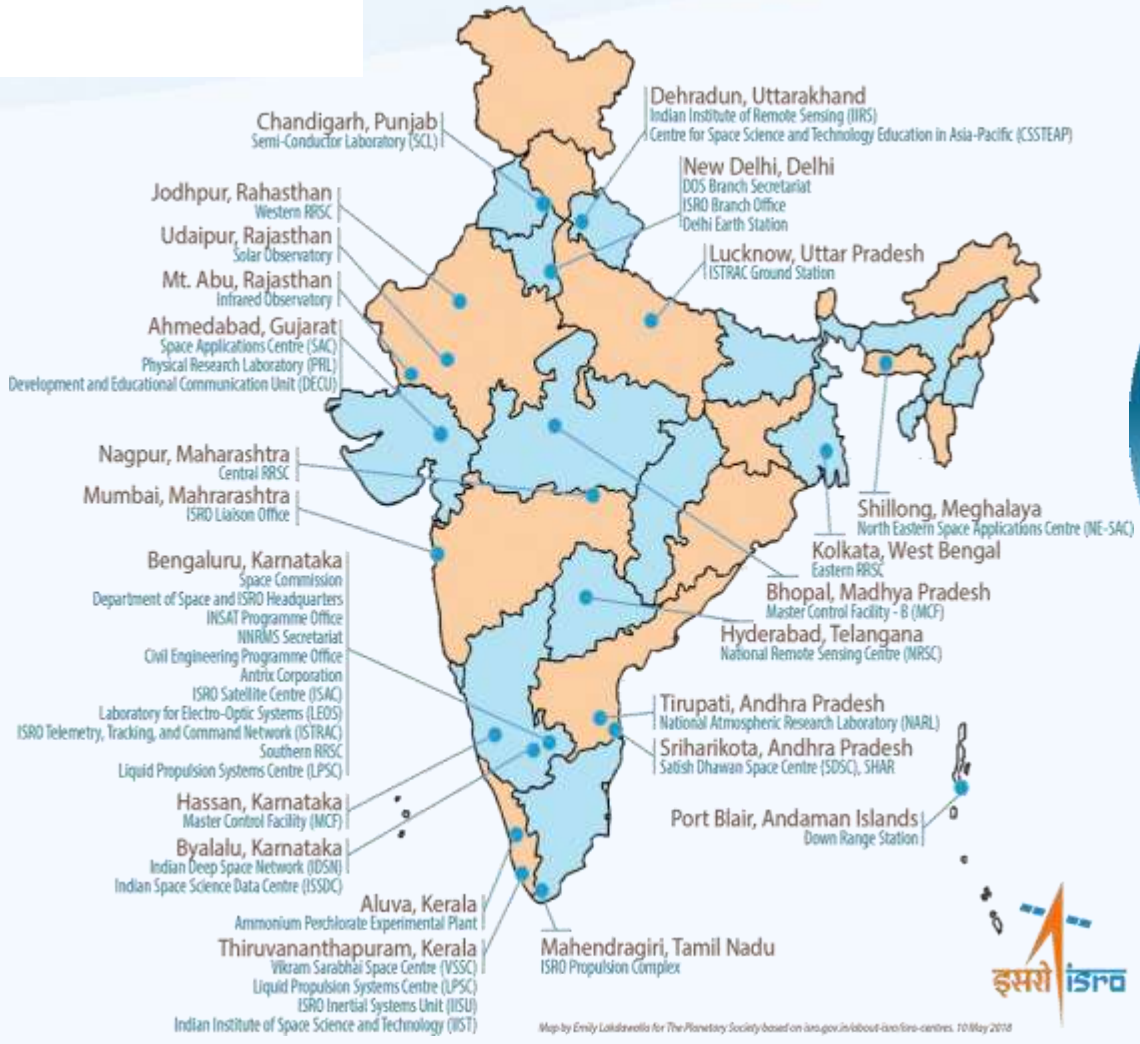 Chandigarh, Punjab
Semi-Conductor Laboratory (SCL)
Jodhpur, Rahasthan
Western RRSC
Udaipur, Rajasthan
Solar Observatory
Mt. Abu, Rajasthan
Infrared Observatory
Ahmedabad, Gujarat
Space Applications Centre (SAC)
Physical Research Laboratory (PRL)
Development and Educational Communication Unit (DECU)
Nagpur, Maharashtra
Central RRSC
Mumbai, Mahrarashtra
ISRO Liaison Office
Bengaluru, Karnataka
Space Commission
Department of Space and ISRO Headquarters
INSAT Programme Office
NNRMS Secretariat
Civil Engineering Programme Office
Antrix Corporation
ISRO Satellite Centre (ISAC)
Laboratory for Electro-Optic Systems (LEOS)
ISRO Telemetry, Tracking, and Command Network (ISTRAC)
Southern RRSC
Liquid Propulsion Systems Centre (LPSC)
Hassan, Karnataka
Master Control Facility (MCF)
Byalalu, Karnataka
Indian Deep Space Network (IDSN)
Indian Space Science Data Centre (ISSDC)
Aluva, Kerala
Ammonium Perchlorate Experimental Plant
Thiruvananthapuram, Kerala
Vikram Sarabhai Space Centre (VSSC)
Liquid Propulsion Systems Centre (LPSC)
ISRO Inertial Systems Unit (IISU)
Indian Institute of Space Science and Technology (IIST)
Dehradun, Uttarakhand
Indian Institute of Remote Sensing (IIRS)
Centre for Space Science and Technology Education in Asia-Pacific (CSSTEAP)
New Delhi, Delhi
DOS Branch Secretariat
ISRO Branch Office
Delhi Earth Station
Lucknow, Uttar Pradesh
ISTRAC Ground Station
Shillong, Meghalaya
North Eastern Space Applications Centre (NE-SAC)
Kolkata, West Bengal
Eastern RRSC
Bhopal, Madhya Pradesh
Master Control Facility - B (MCF)
Hyderabad, Telangana
National Remote Sensing Centre (NRSC)
Tirupati, Andhra Pradesh
National Atmospheric Research Laboratory (NARL)
Sriharikota, Andhra Pradesh
Satish Dhawan Space Centre (SDSC), SHAR
Port Blair, Andaman Islands
Down Range Station
Mahendragiri, Tamil Nadu
ISRO Propulsion Complex
इसरो isro
Map by Emily Lakdawalla for The Planetary Society based on isro.gov.in/about-isro/isro-centres. 10 May 2018